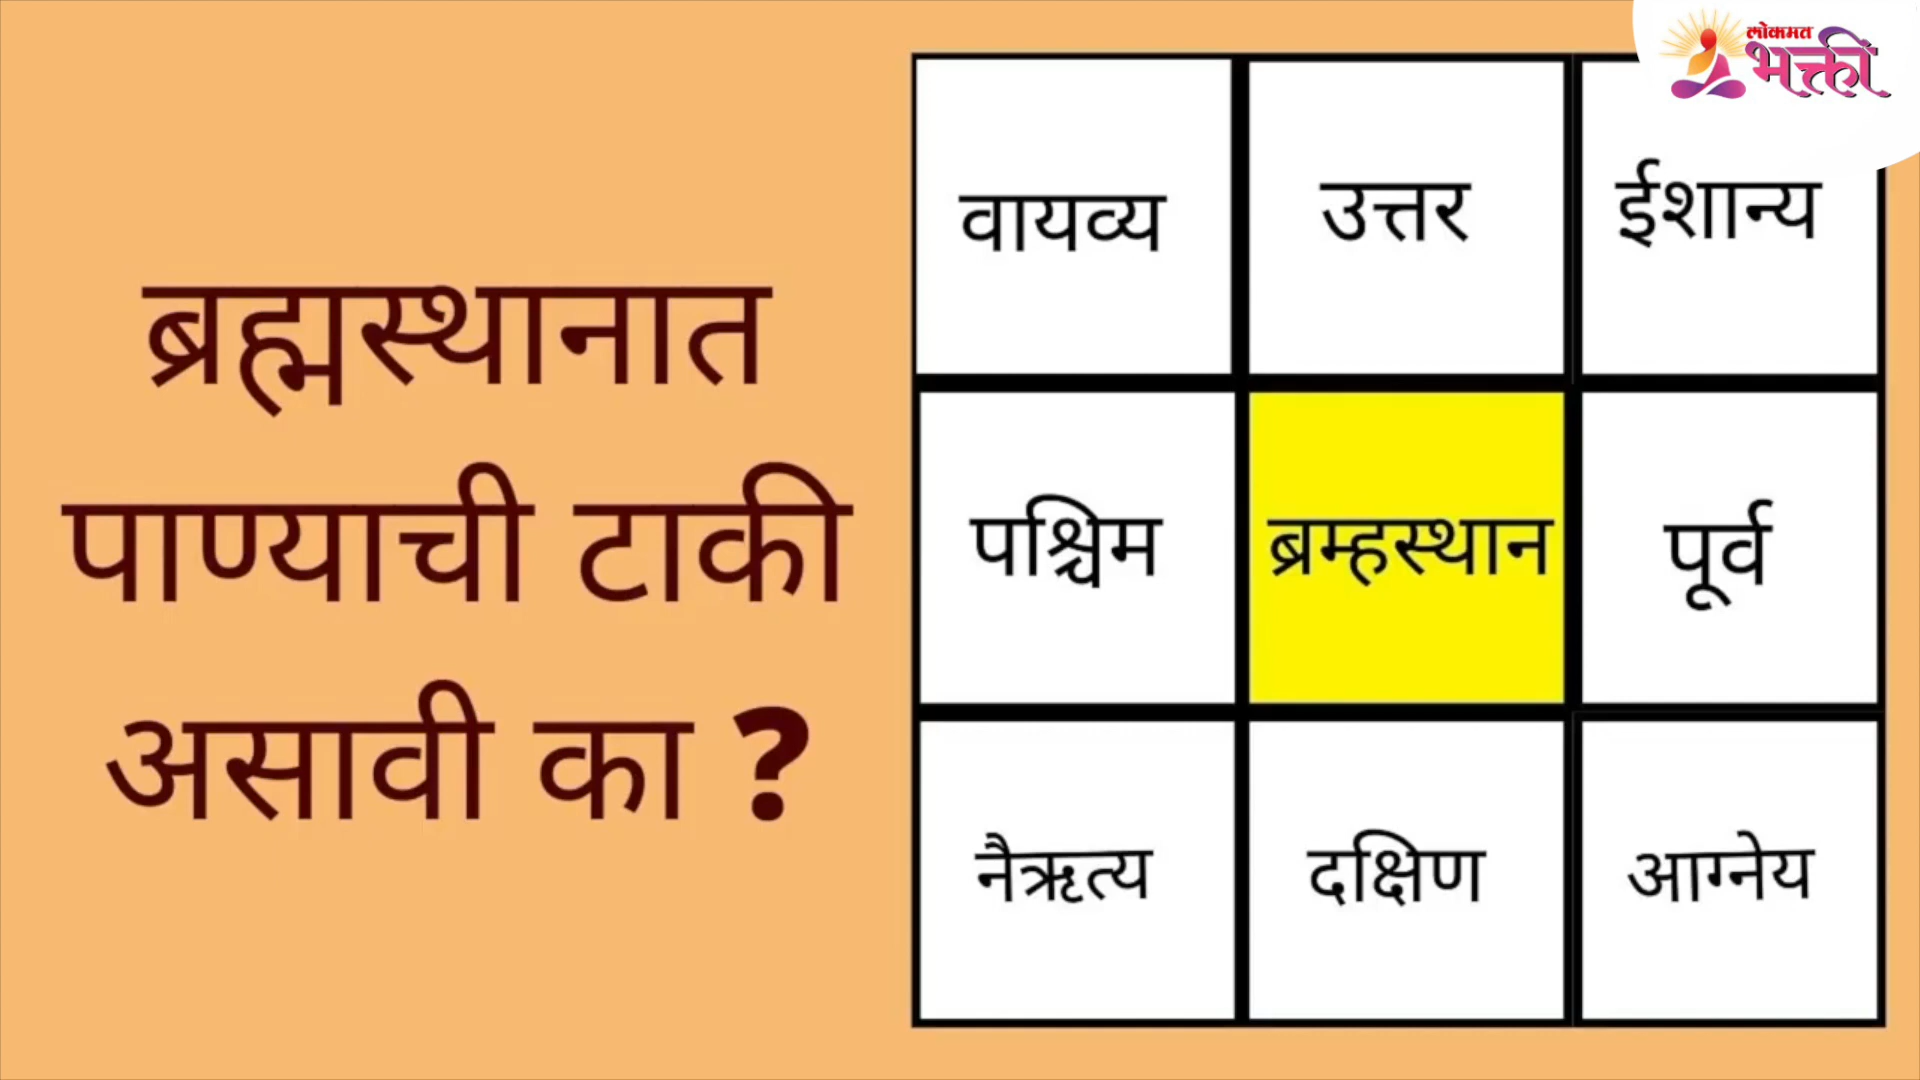 लोकमत
भक्ती
ब्रह्मस्थानात
पाण्याची टाकी
असावी का ?
वायव्य उत्तर ईशान्य
पश्चिम ब्रम्हस्थान पूर्व
नैऋत्य दक्षिण आग्नेय